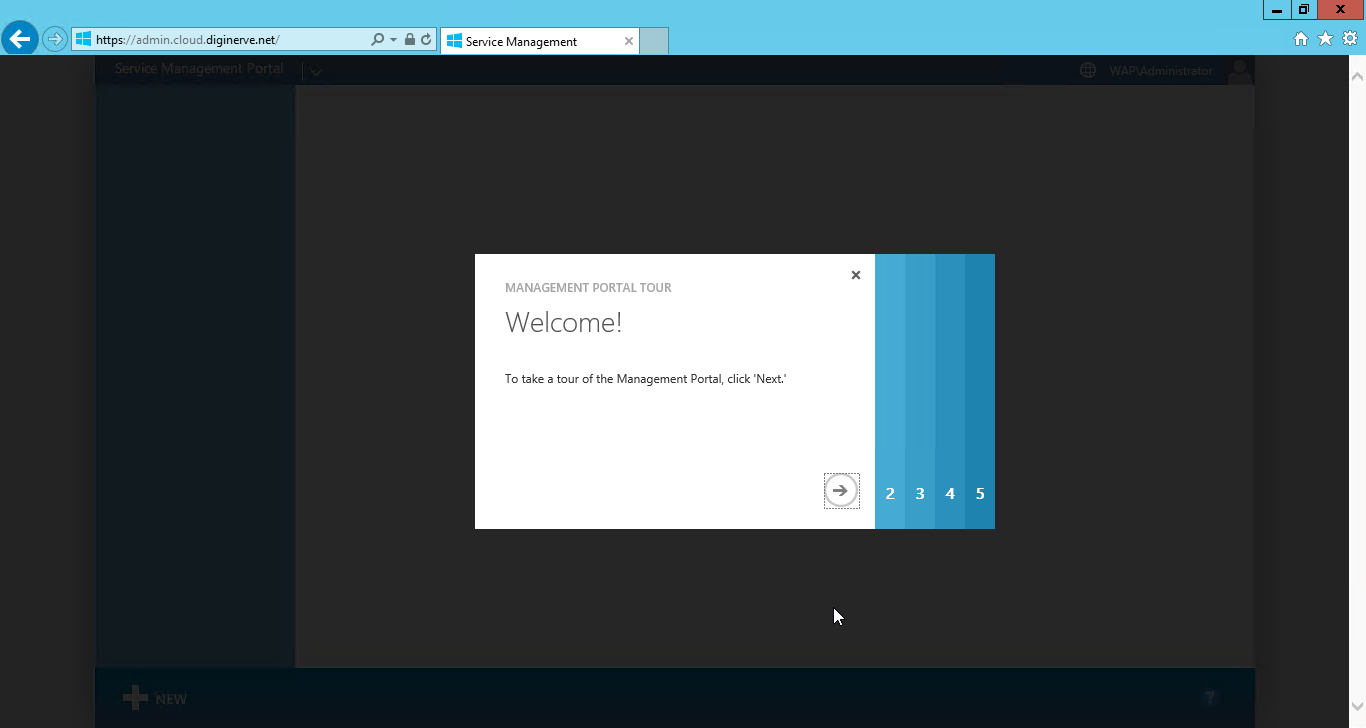 https://admin.cloud.diginerve.net/
Service Management
Service Management Portal
WAP\Administrator
MANAGEMENT PORTAL TOUR
Welcome!
To take a tour of the Management Portal, click 'Next.'
2 3 4 5
NEW
?